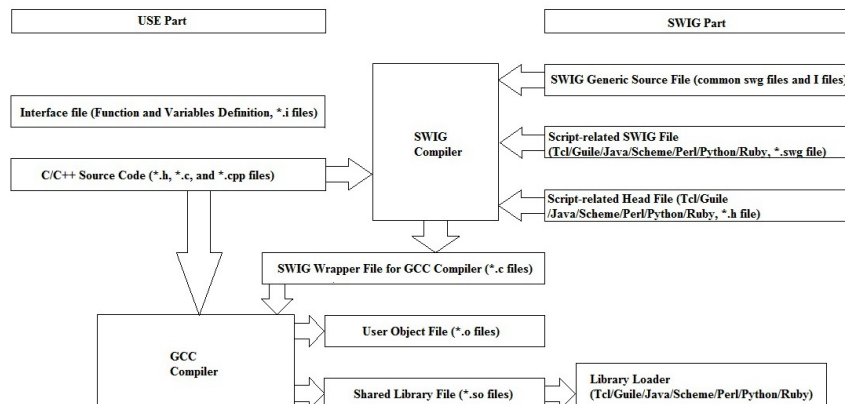 USE Part
SWIG Part
SWIG Generic Source File (common swg files and I files)
Interface file (Function and Variables Definition, *.i files)
SWIG
Compiler
Script-related SWIG File
(Tcl/Guile/Java/Scheme/Perl/Python/Ruby, *.swg file)
C/C++ Source Code (*.h, *.c, and *.cpp files)
Script-related Head File (Tcl/Guile
/Java/Scheme/Perl/Python/Ruby, *.h file)
SWIG Wrapper File for GCC Compiler (*.c files)
User Object File (*.o files)
GCC
Compiler
Shared Library File (*.so files)
Library Loader
(Tcl/Guile/Java/Scheme/Perl/Python/Ruby)